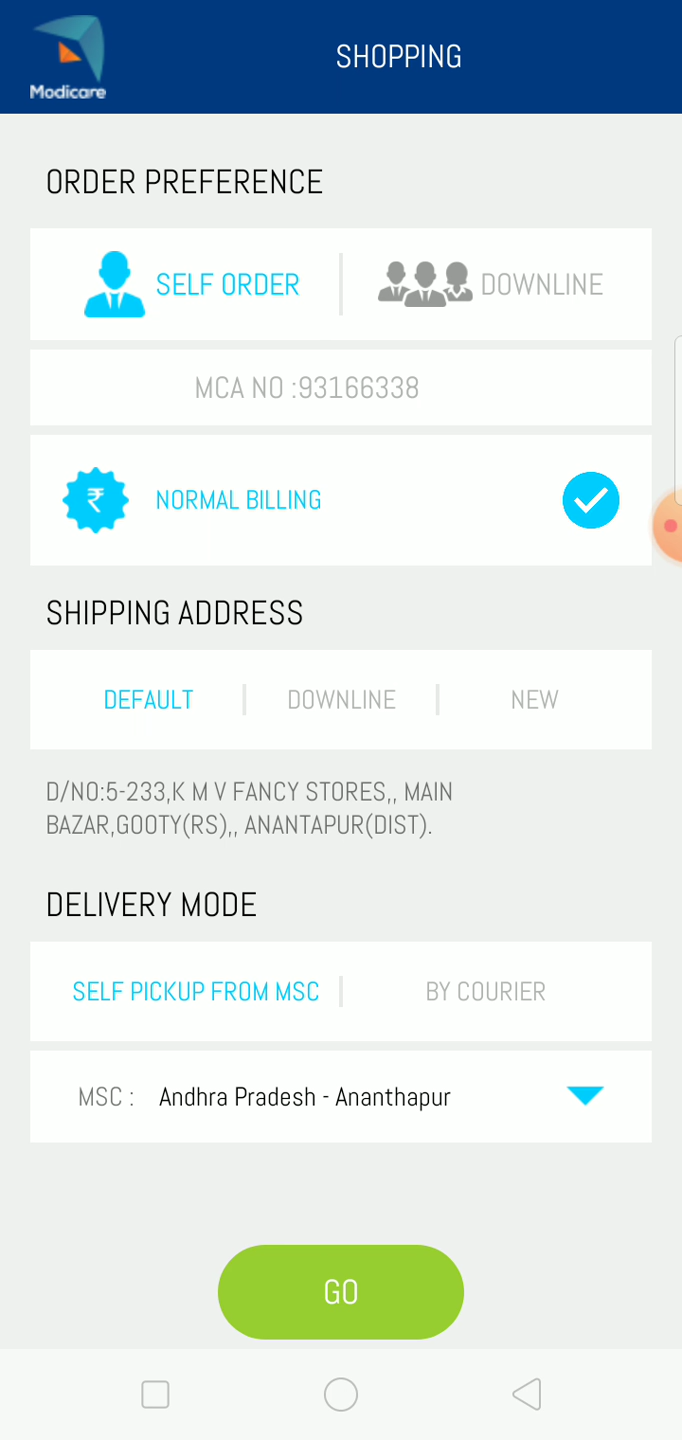 Modicare
SHOPPING
ORDER PREFERENCE
SELF ORDER
DOWNLINE
MCA NO :93166338
₹
NORMAL BILLING
SHIPPING ADDRESS
DEFAULT
DOWNLINE
NEW
D/NO:5-233,K M V FANCY STORES,, MAIN
BAZAR,GOOTY(RS),, ANANTAPUR(DIST).
DELIVERY MODE
SELF PICKUP FROM MSC
BY COURIER
MSC : Andhra Pradesh - Ananthapur
GO